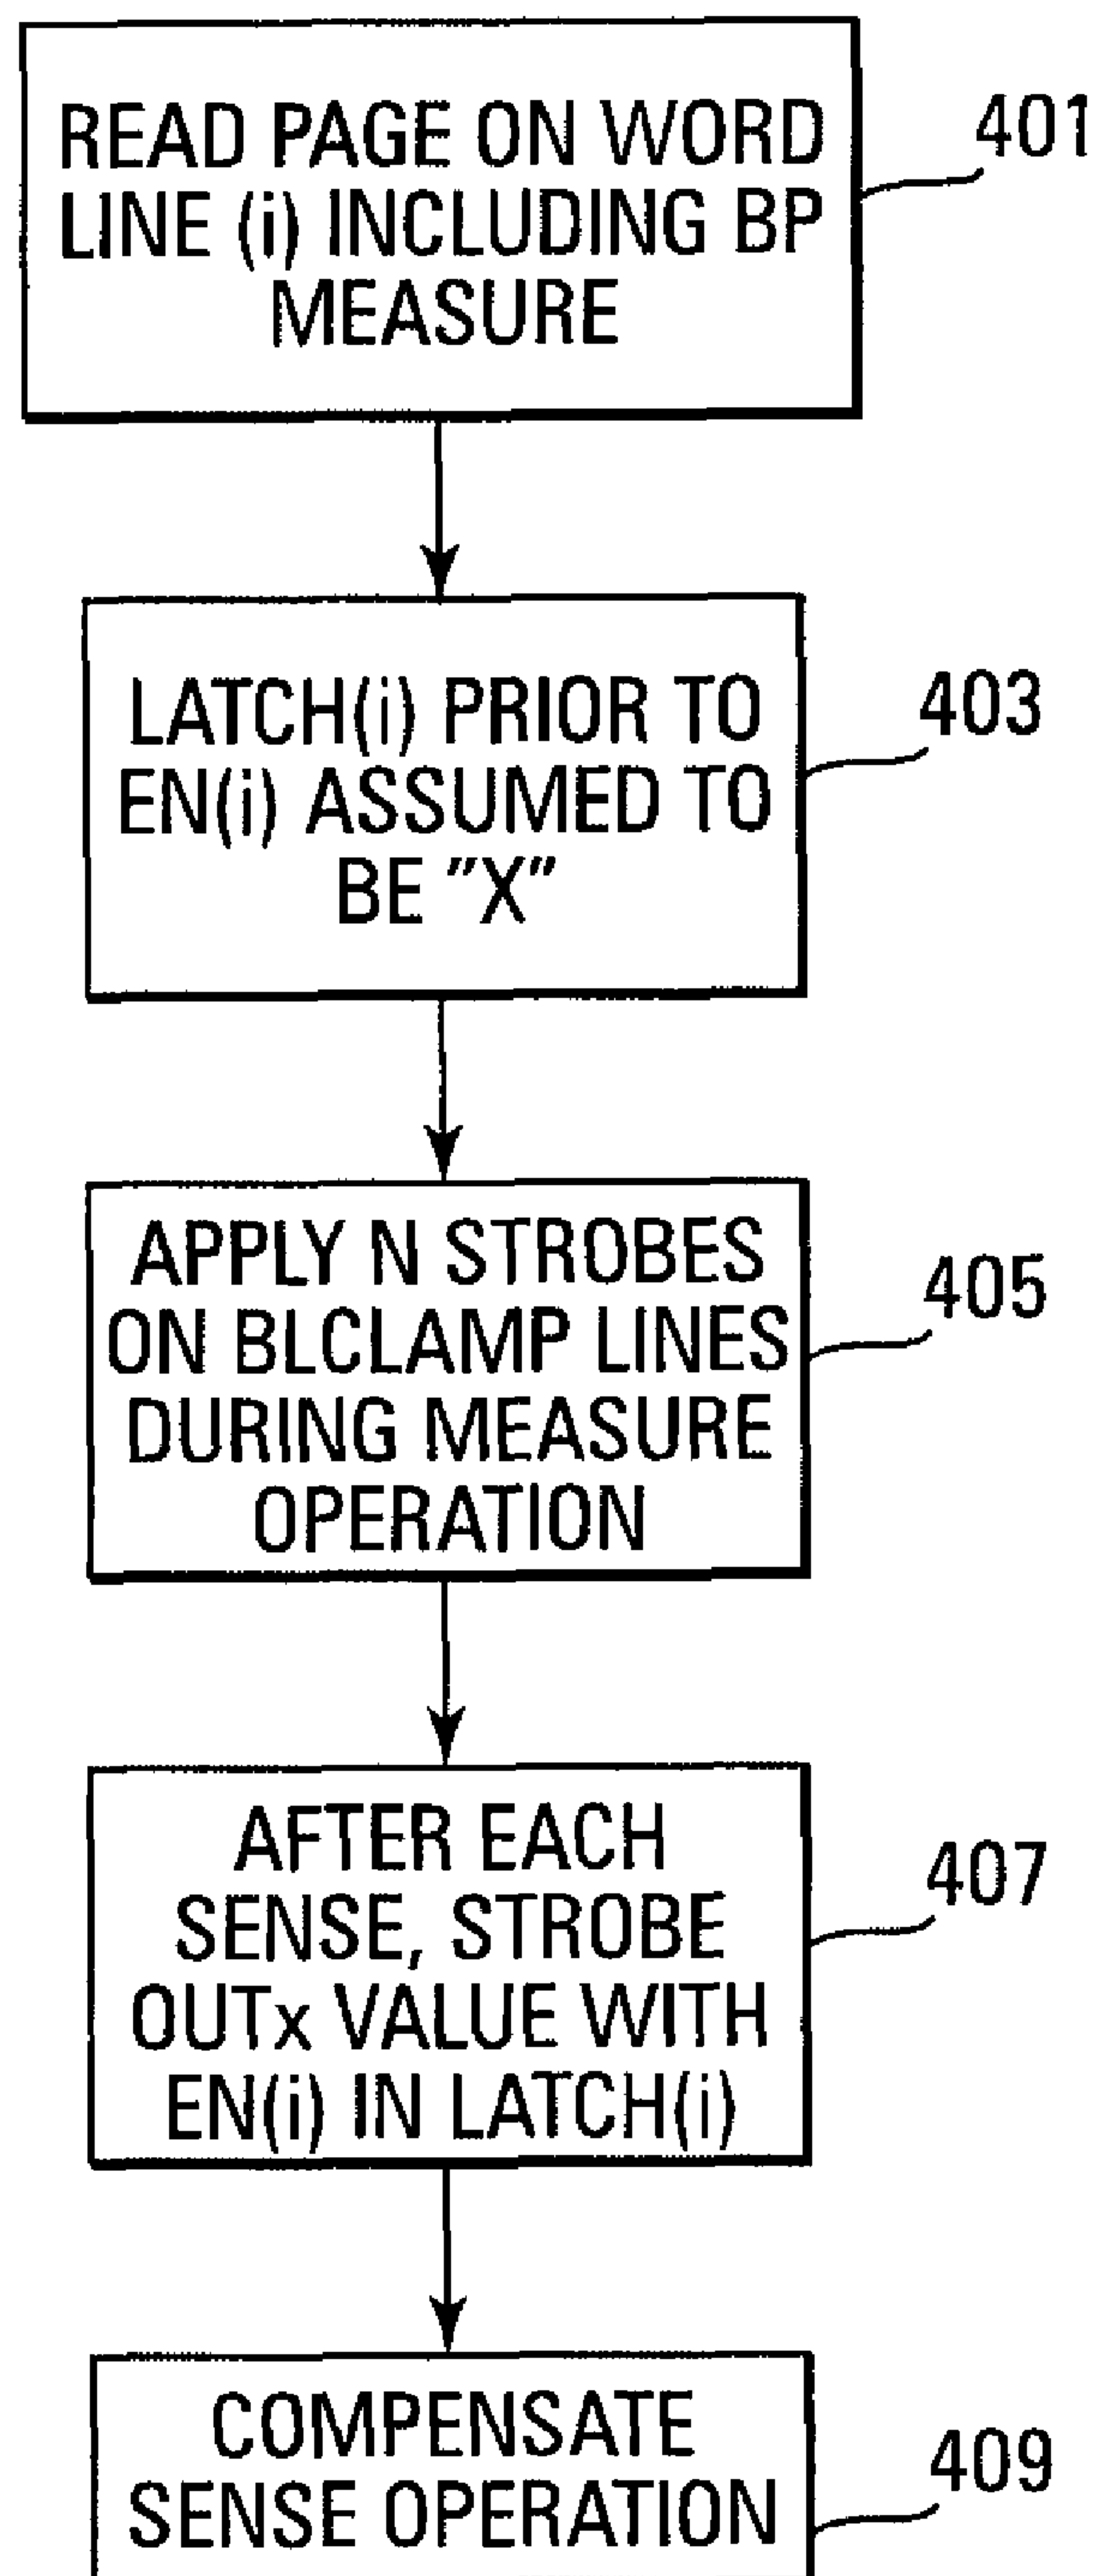 READ PAGE ON WORD
LINE (i) INCLUDING BP
MEASURE
401
LATCH(i) PRIOR TO
EN(i) ASSUMED TO
BE "X"
403
APPLY N STROBES
ON BLCLAMP LINES
DURING MEASURE
OPERATION
405
AFTER EACH
SENSE, STROBE
OUTx VALUE WITH
EN(i) IN LATCH(i)
407
COMPENSATE
SENSE OPERATION
409